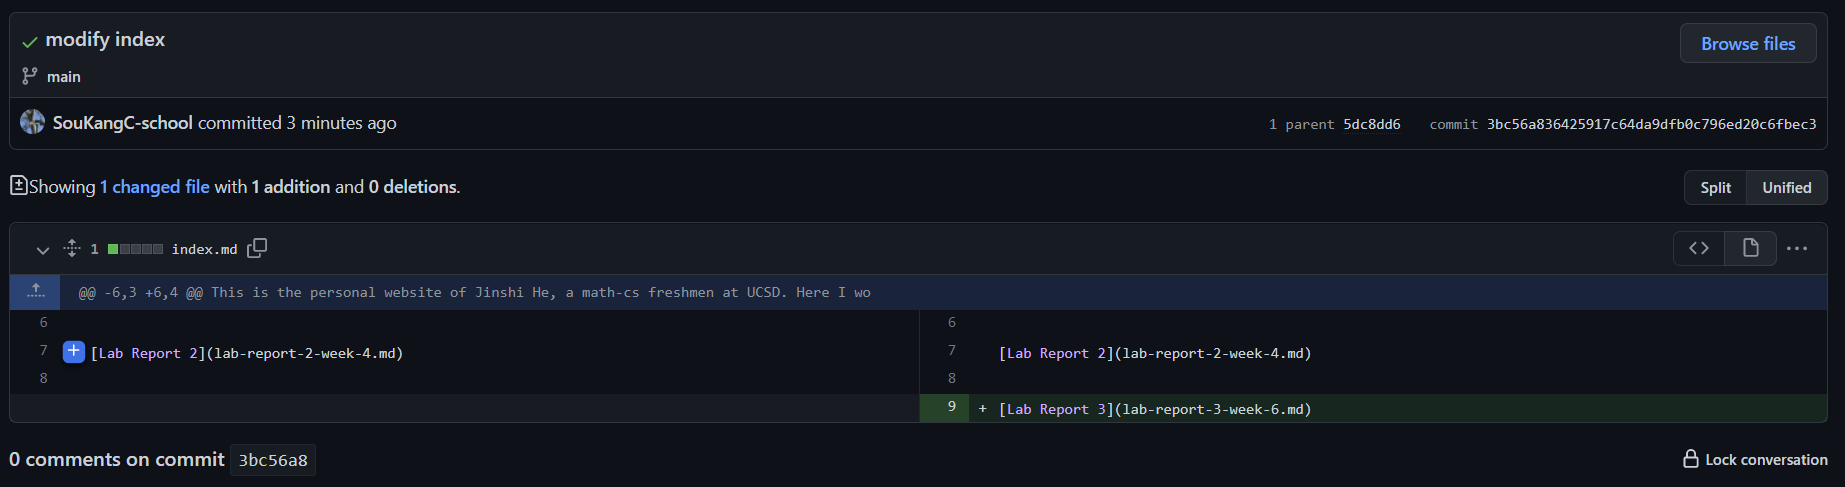 modify index
Browse files
main
SouKangC-school committed 3 minutes ago
1 parent 5dc8dd6 commit 3bc56a836425917c64da9dfb0c796ed20c6fbec3
Showing 1 changed file with 1 addition and 0 deletions.
Split Unified
1 index.md
@@ -6,3 +6,4 @@ This is the personal website of Jinshi He, a math-cs freshmen at UCSD. Here I wo
6 6
7 [Lab Report 2](lab-report-2-week-4.md) 7 [Lab Report 2](lab-report-2-week-4.md)
8 8
9 + [Lab Report 3](lab-report-3-week-6.md)
0 comments on commit 3bc56a8
Lock conversation